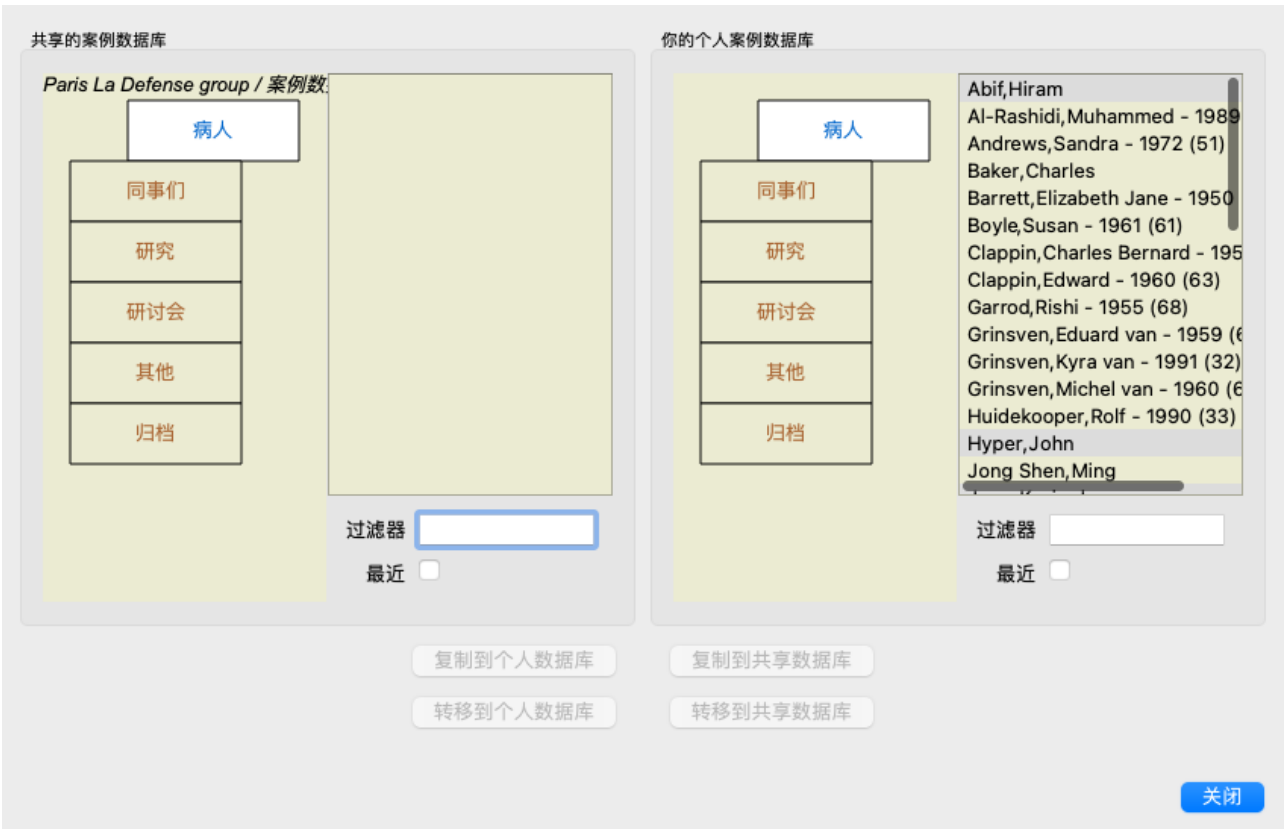 共享的案例数据库
Paris La Defense group / 案例数
病人
同事们
研究
研讨会
其他
归档
过滤器
最近
你的个人案例数据库
病人
同事们
研究
研讨会
其他
归档
Abif,Hiram
Al-Rashidi,Muhammed - 1989
Andrews,Sandra - 1972 (51)
Baker,Charles
Barrett,Elizabeth Jane - 1950
Boyle,Susan - 1961 (61)
Clappin,Charles Bernard - 195
Clappin,Edward - 1960 (63)
Garrod,Rishi - 1955 (68)
Grinsven,Eduard van - 1959 (6
Grinsven,Kyra van - 1991 (32)
Grinsven,Michel van - 1960 (6
Huidekooper,Rolf - 1990 (33)
Hyper,John
Jong Shen,Ming
过滤器
最近
复制到个人数据库
复制到共享数据库
转移到个人数据库
转移到共享数据库
关闭